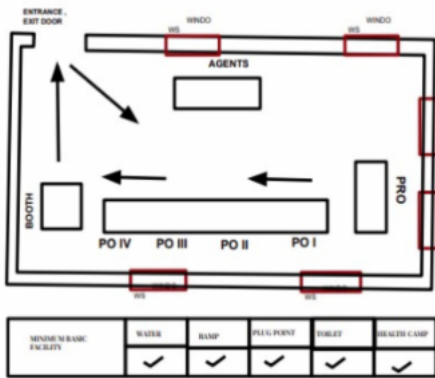 ENTRANCE ,
EXIT DOOR
WINDO
WS
WINDO
WS
AGENTS
BOOTH
PRO
PO IV PO III PO II PO I
WS
WS
MINIMUM BASIC
FACILITY
WATER RAMP PLUG POINT TOILET HEALTH CAMP